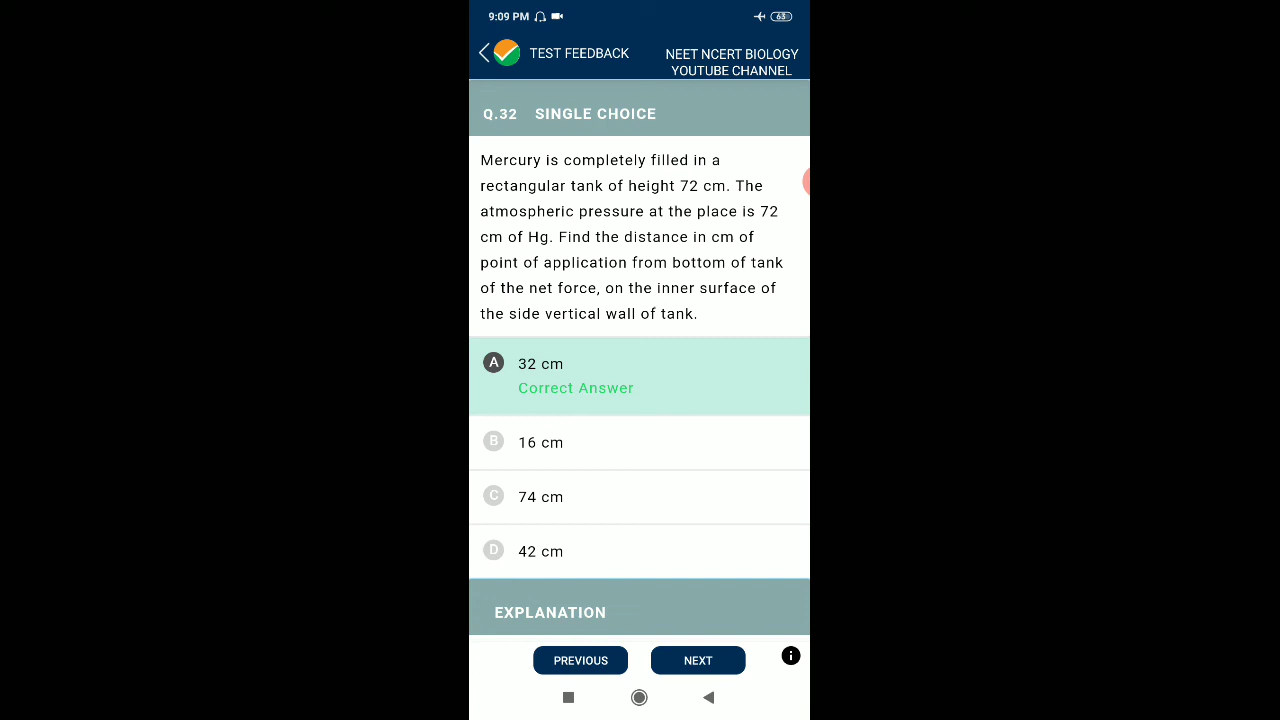 9:09 PM
63
TEST FEEDBACK
NEET NCERT BIOLOGY
YOUTUBE CHANNEL
Q.32 SINGLE CHOICE
Mercury is completely filled in a
rectangular tank of height 72 cm. The
atmospheric pressure at the place is 72
cm of Hg. Find the distance in cm of
point of application from bottom of tank
of the net force, on the inner surface of
the side vertical wall of tank.
A 32 cm
Correct Answer
B 16 cm
C 74 cm
D 42 cm
EXPLANATION
PREVIOUS
NEXT
i